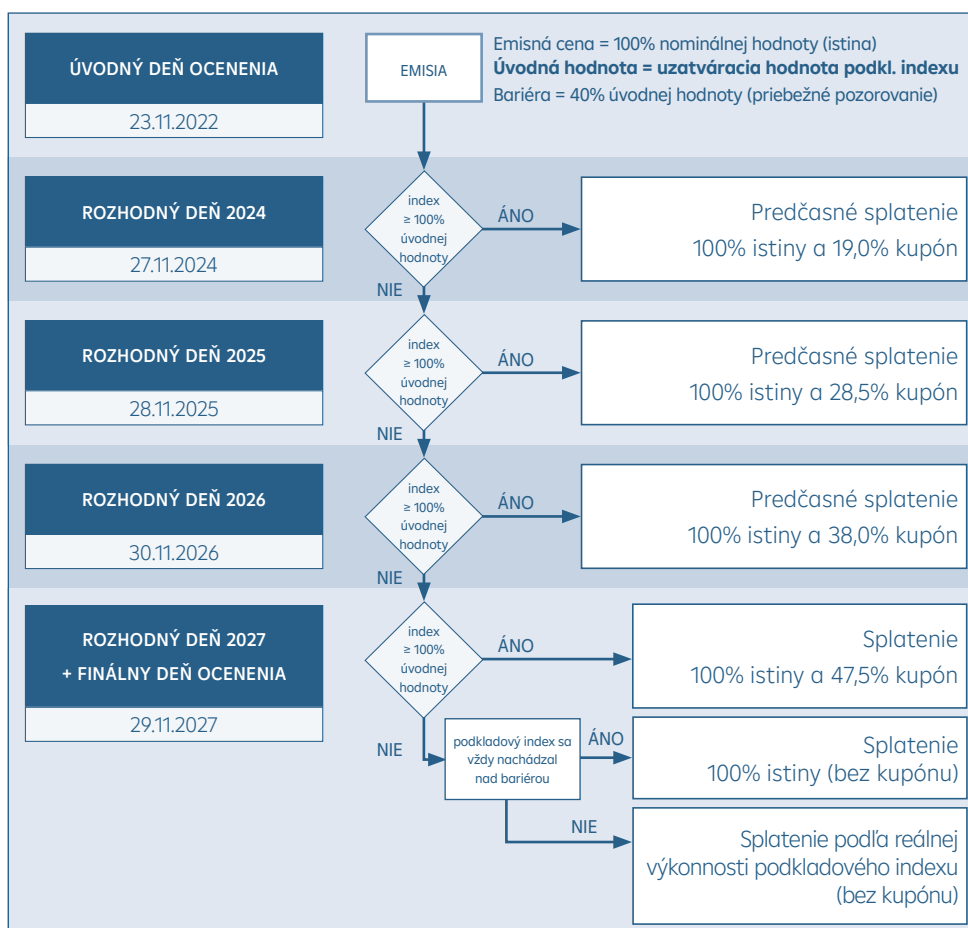 ÚVODNÝ DEŇ OCENENIA
23.11.2022
EMISIA
Emisná cena = 100% nominálnej hodnoty (istina)
Úvodná hodnota = uzatváracia hodnota podkl. indexu
Bariéra = 40% úvodnej hodnoty (priebežné pozorovanie)
ROZHODNÝ DEŇ 2024
27.11.2024
index
≥ 100%
úvodnej
hodnoty
ÁNO
NIE
Predčasné splatenie
100% istiny a 19,0% kupón
ROZHODNÝ DEŇ 2025
28.11.2025
index
≥ 100%
úvodnej
hodnoty
ÁNO
NIE
Predčasné splatenie
100% istiny a 28,5% kupón
ROZHODNÝ DEŇ 2026
30.11.2026
index
≥ 100%
úvodnej
hodnoty
ÁNO
NIE
Predčasné splatenie
100% istiny a 38,0% kupón
ROZHODNÝ DEŇ 2027
+ FINÁLNY DEŇ OCENENIA
29.11.2027
index
≥ 100%
úvodnej
hodnoty
ÁNO
Splatenie
100% istiny a 47,5% kupón
NIE
podkladový index sa
vždy nachádzal
nad bariérou
ÁNO
Splatenie
100% istiny (bez kupónu)
NIE
Splatenie podľa reálnej
výkonnosti podkladového indexu
(bez kupónu)